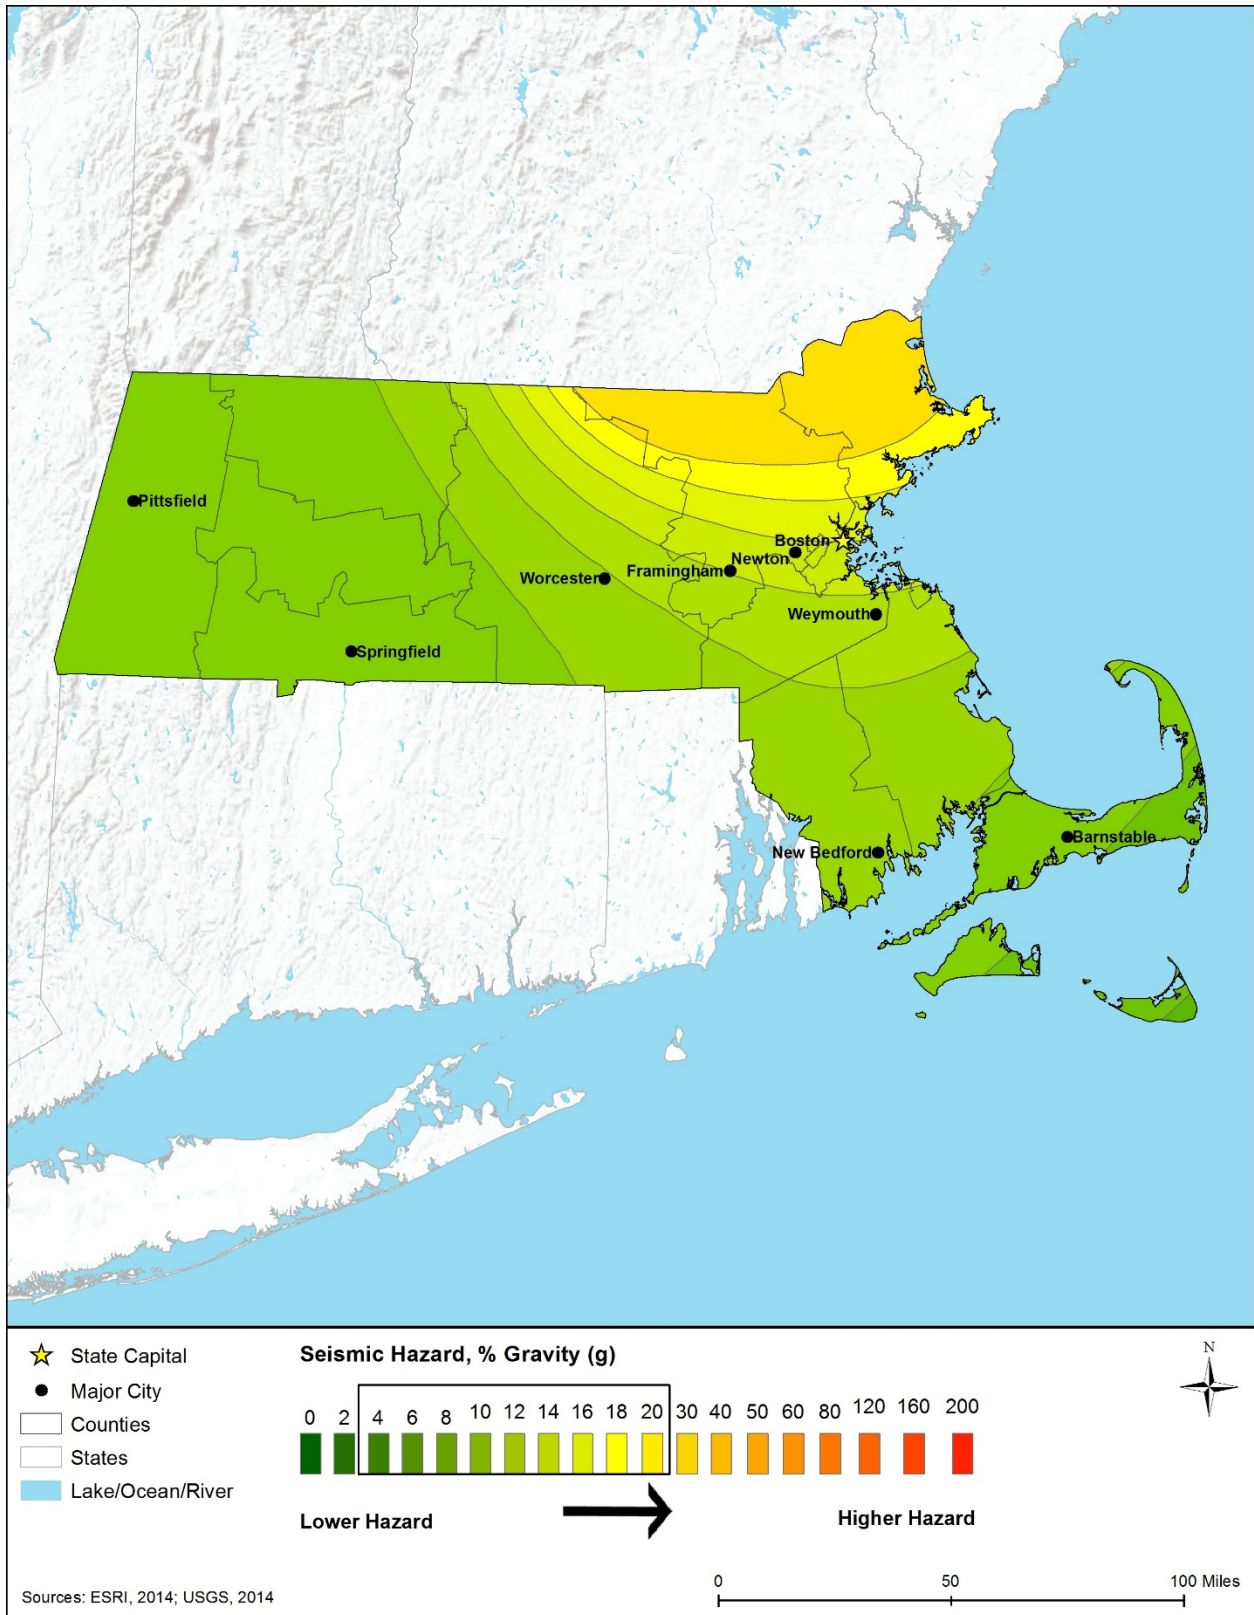 Pittsfield
Boston
Newton
Framingham
Worcester
Weymouth
Springfield
Barnstable
New Bedford
State Capital
Major City
Counties
States
Lake/Ocean/River
Seismic Hazard, % Gravity (g)
0 2 4 6 8 10 12 14 16 18 20 30 40 50 60 80 120 160 200
Lower Hazard
Higher Hazard
N
Sources: ESRI, 2014; USGS, 2014
0 50 100 Miles